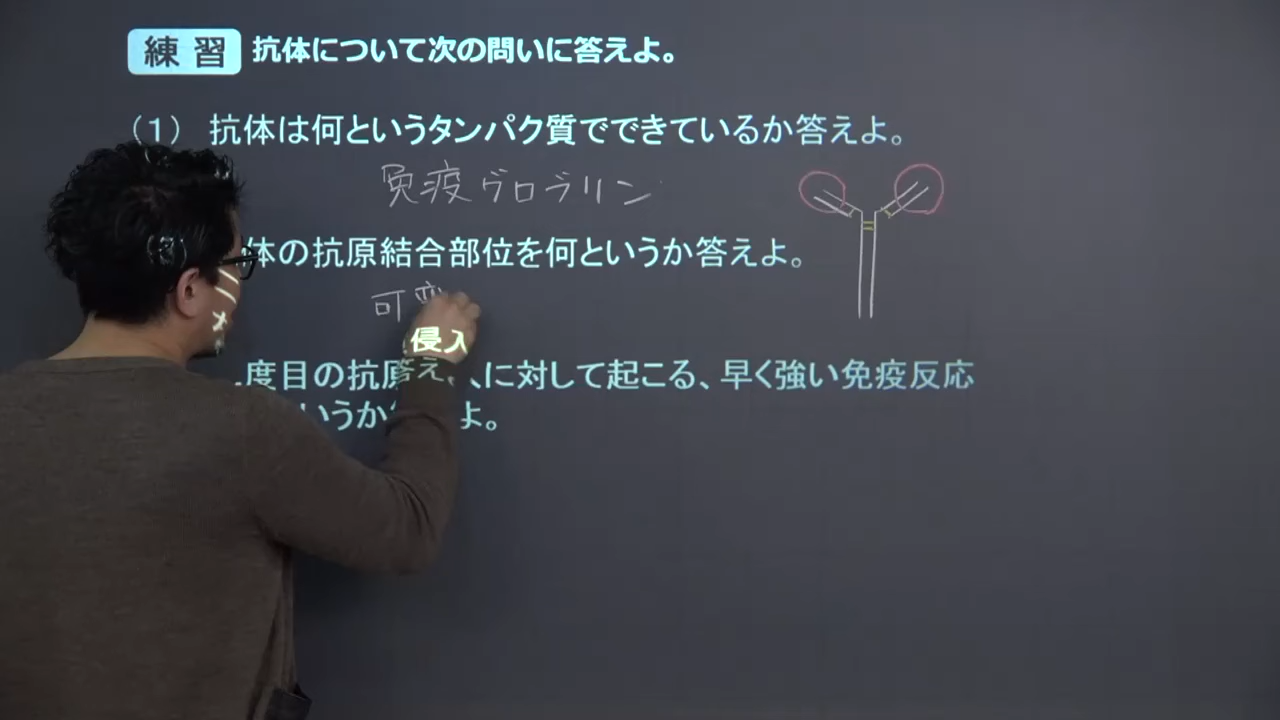 練習 抗体について次の問いに答えよ。
(1) 抗体は何というタンパク質でできているか答えよ。
免疫グロブリン
(3) 体の抗原結合部位を何というか答えよ。
可変
度目の抗原 侵入に対して起こる、早く強い免疫反応
いうか答えよ。